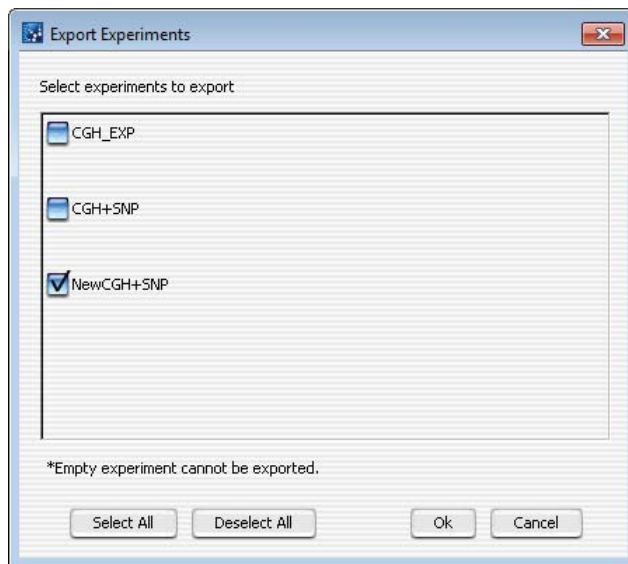 Export Experiments
Select experiments to export
CGH_EXP
CGH+SNP
NewCGH+SNP
*Empty experiment cannot be exported.
Select All Deselect All Ok Cancel